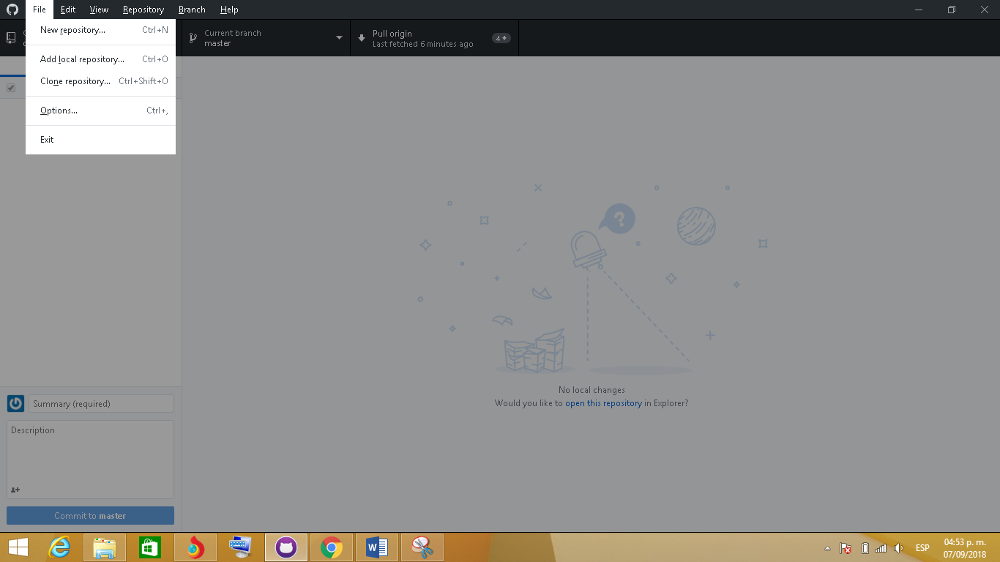 File Edit View Repository Branch Help
New repository... Ctrl+N
Add local repository... Ctrl+O
Clone repository... Ctrl+Shift+O
Options... Ctrl+,
Exit
Current branch
master
Pull origin
Last fetched 6 minutes ago
4
?
No local changes
Would you like to open this repository in Explorer?
Summary (required)
Description
Commit to master
ESP
04:53 p. m.
07/09/2018